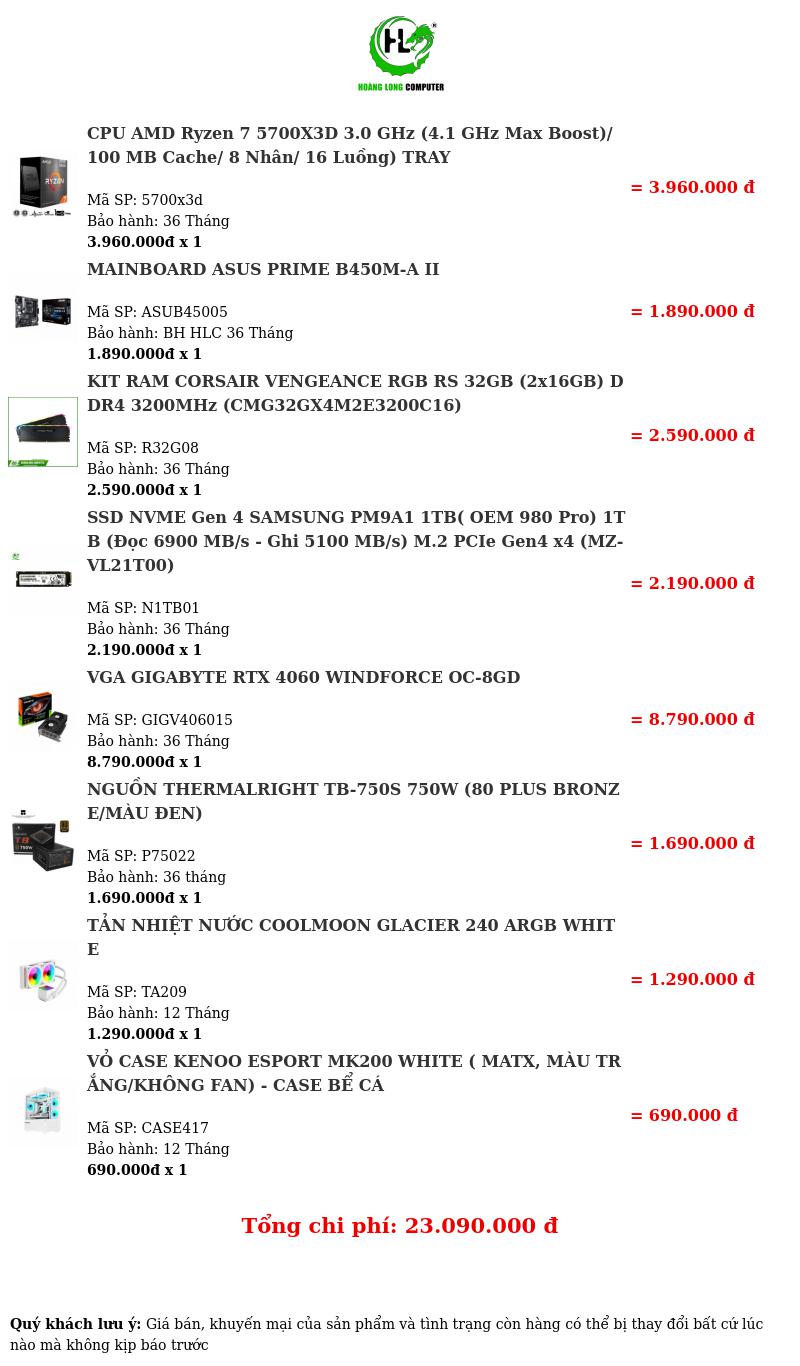 HL
HOÀNG LONG COMPUTER
CPU AMD Ryzen 7 5700X3D 3.0 GHz (4.1 GHz Max Boost)/
100 MB Cache/ 8 Nhân/ 16 Luồng) TRAY
= 3.960.000 đ
Mã SP: 5700x3d
Bảo hành: 36 Tháng
3.960.000đ x 1
MAINBOARD ASUS PRIME B450M-A II
= 1.890.000 đ
Mã SP: ASUB45005
Bảo hành: BH HLC 36 Tháng
1.890.000đ x 1
KIT RAM CORSAIR VENGEANCE RGB RS 32GB (2x16GB) D
DR4 3200MHz (CMG32GX4M2E3200C16)
= 2.590.000 đ
Mã SP: R32G08
Bảo hành: 36 Tháng
2.590.000đ x 1
SSD NVME Gen 4 SAMSUNG PM9A1 1TB( OEM 980 Pro) 1T
B (Đọc 6900 MB/s - Ghi 5100 MB/s) M.2 PCIe Gen4 x4 (MZ-
VL21T00)
= 2.190.000 đ
Mã SP: N1TB01
Bảo hành: 36 Tháng
2.190.000đ x 1
VGA GIGABYTE RTX 4060 WINDFORCE OC-8GD
= 8.790.000 đ
Mã SP: GIGV406015
Bảo hành: 36 Tháng
8.790.000đ x 1
NGUỒN THERMALRIGHT TB-750S 750W (80 PLUS BRONZ
E/MÀU ĐEN)
= 1.690.000 đ
Mã SP: P75022
Bảo hành: 36 tháng
1.690.000đ x 1
TẢN NHIỆT NƯỚC COOLMOON GLACIER 240 ARGB WHIT
E
= 1.290.000 đ
Mã SP: TA209
Bảo hành: 12 Tháng
1.290.000đ x 1
VỎ CASE KENOO ESPORT MK200 WHITE ( MATX, MÀU TR
ẮNG/KHÔNG FAN) - CASE BỂ CÁ
= 690.000 đ
Mã SP: CASE417
Bảo hành: 12 Tháng
690.000đ x 1
Tổng chi phí: 23.090.000 đ
Quý khách lưu ý: Giá bán, khuyến mại của sản phẩm và tình trạng còn hàng có thể bị thay đổi bất cứ lúc
nào mà không kịp báo trước